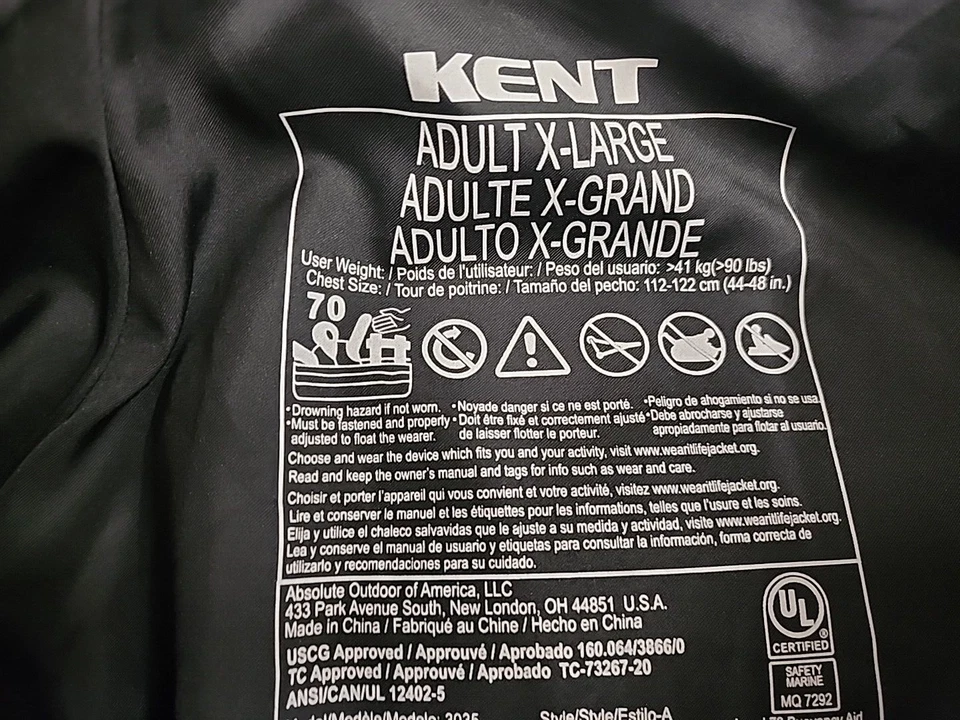 KENT
ADULT X-LARGE
ADULTE X-GRAND
ADULTO X-GRANDE
User Weight: / Poids de l'utilisateur: / Peso del usuario: >41 kg(>90 lbs)
Chest Size: / Tour de poitrine: / Tamaño del pecho: 112-122 cm (44-48 in.)
70
•Drowning hazard if not worn. •Noyade danger si ce ne est porté. •Peligro de ahogamiento si no se usa.
•Must be fastened and properly •Doit être fixé et correctement ajusté •Debe abrocharse y ajustarse
adjusted to float the wearer. de laisser flotter le porteur. apropiadamente para flotar al usuario.
Choose and wear the device which fits you and your activity, visit www.wearitlifejacket.org.
Read and keep the owner's manual and tags for info such as wear and care.
Choisir et porter l'appareil qui vous convient et votre activité, visitez www.wearitlifejacket.org.
Lire et conserver le manuel et les étiquettes pour les informations, telles que l'usure et les soins.
Elija y utilice el chaleco salvavidas que le ajuste a su medida y actividad, visite www.wearitlifejacket.org.
Lea y conserve el manual de usuario y etiquetas para consultar la información, forma correcta de
utilizarlo y recomendaciones para su cuidado.
Absolute Outdoor of America, LLC
433 Park Avenue South, New London, OH 44851 U.S.A.
Made in China / Fabriqué au Chine / Hecho en China
USCG Approved / Approuvé / Aprobado 160.064/3866/0
TC Approved / Approuvé / Aprobado TC-73267-20
ANSI/CAN/UL 12402-5
UL
®
CERTIFIED
SAFETY
MARINE
MQ 7292
Model/Modèle/Modelo: 2025 Style/Style/Estilo-A